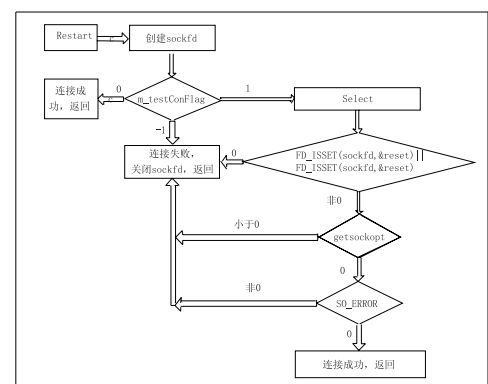 Restart
创建sockfd
连接成
功，返回
0
m_testConFlag
1
Select
-1
连接失败，
关闭sockfd，返回
0
FD_ISSET(sockfd,&reset)||
FD_ISSET(sockfd,&reset)
非0
小于0
getsockopt
0
非0
SO_ERROR
0
连接成功，返回